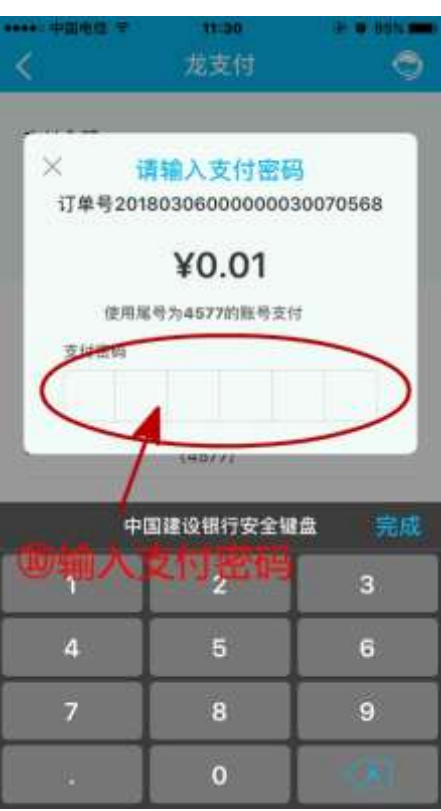 中国电信 11:30 85%
龙支付
请输入支付密码
订单号20180306000000030070568
¥0.01
使用尾号为4577的账号支付
支付密码
(4577)
中国建设银行安全键盘 完成
⑩输入支付密码
1 2 3
4 5 6
7 8 9
. 0